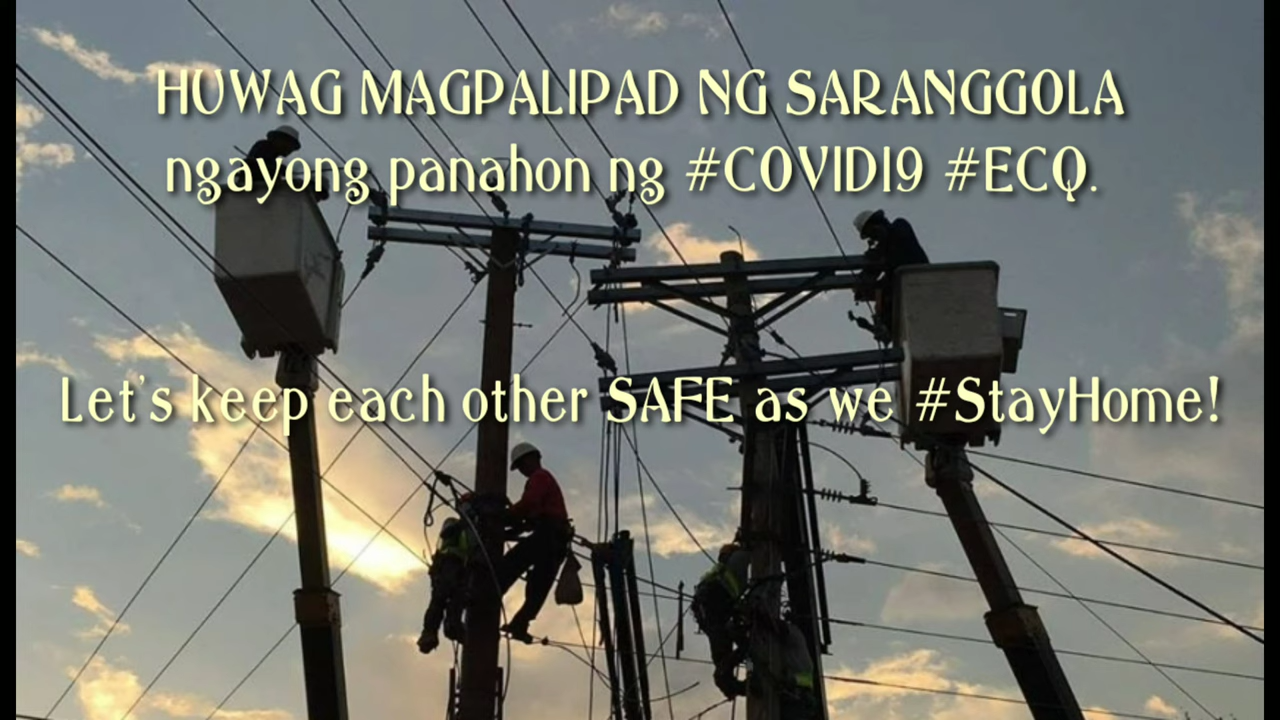 HUWAG MAGPALIPAD NG SARANGGOLA
ngayong panahon ng #COVID19 #ECQ.
Let's keep each other SAFE as we #StayHome!